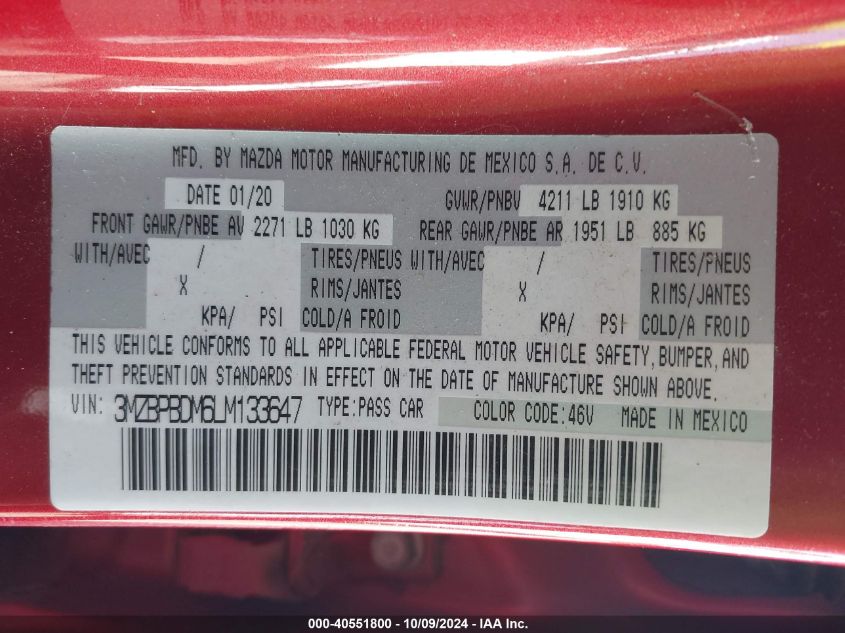 MFD. BY MAZDA MOTOR MANUFACTURING DE MEXICO S.A. DE C.V.
DATE 01/20 GVWR/PNBV 4211 LB 1910 KG
FRONT GAWR/PNBE AV 2271 LB 1030 KG REAR GAWR/PNBE AR 1951 LB 885 KG
WITH/AVEC / TIRES/PNEUS WITH/AVEC / TIRES/PNEUS
X RIMS/JANTES X RIMS/JANTES
KPA/ PSI COLD/A FROID KPA/ PSI COLD/A FROID
THIS VEHICLE CONFORMS TO ALL APPLICABLE FEDERAL MOTOR VEHICLE SAFETY, BUMPER, AND
THEFT PREVENTION STANDARDS IN EFFECT ON THE DATE OF MANUFACTURE SHOWN ABOVE.
VIN: 3MZBPBDM6LM133647 TYPE: PASS CAR COLOR CODE: 46V MADE IN MEXICO
000-40551800 - 10/09/2024 - IAA Inc.